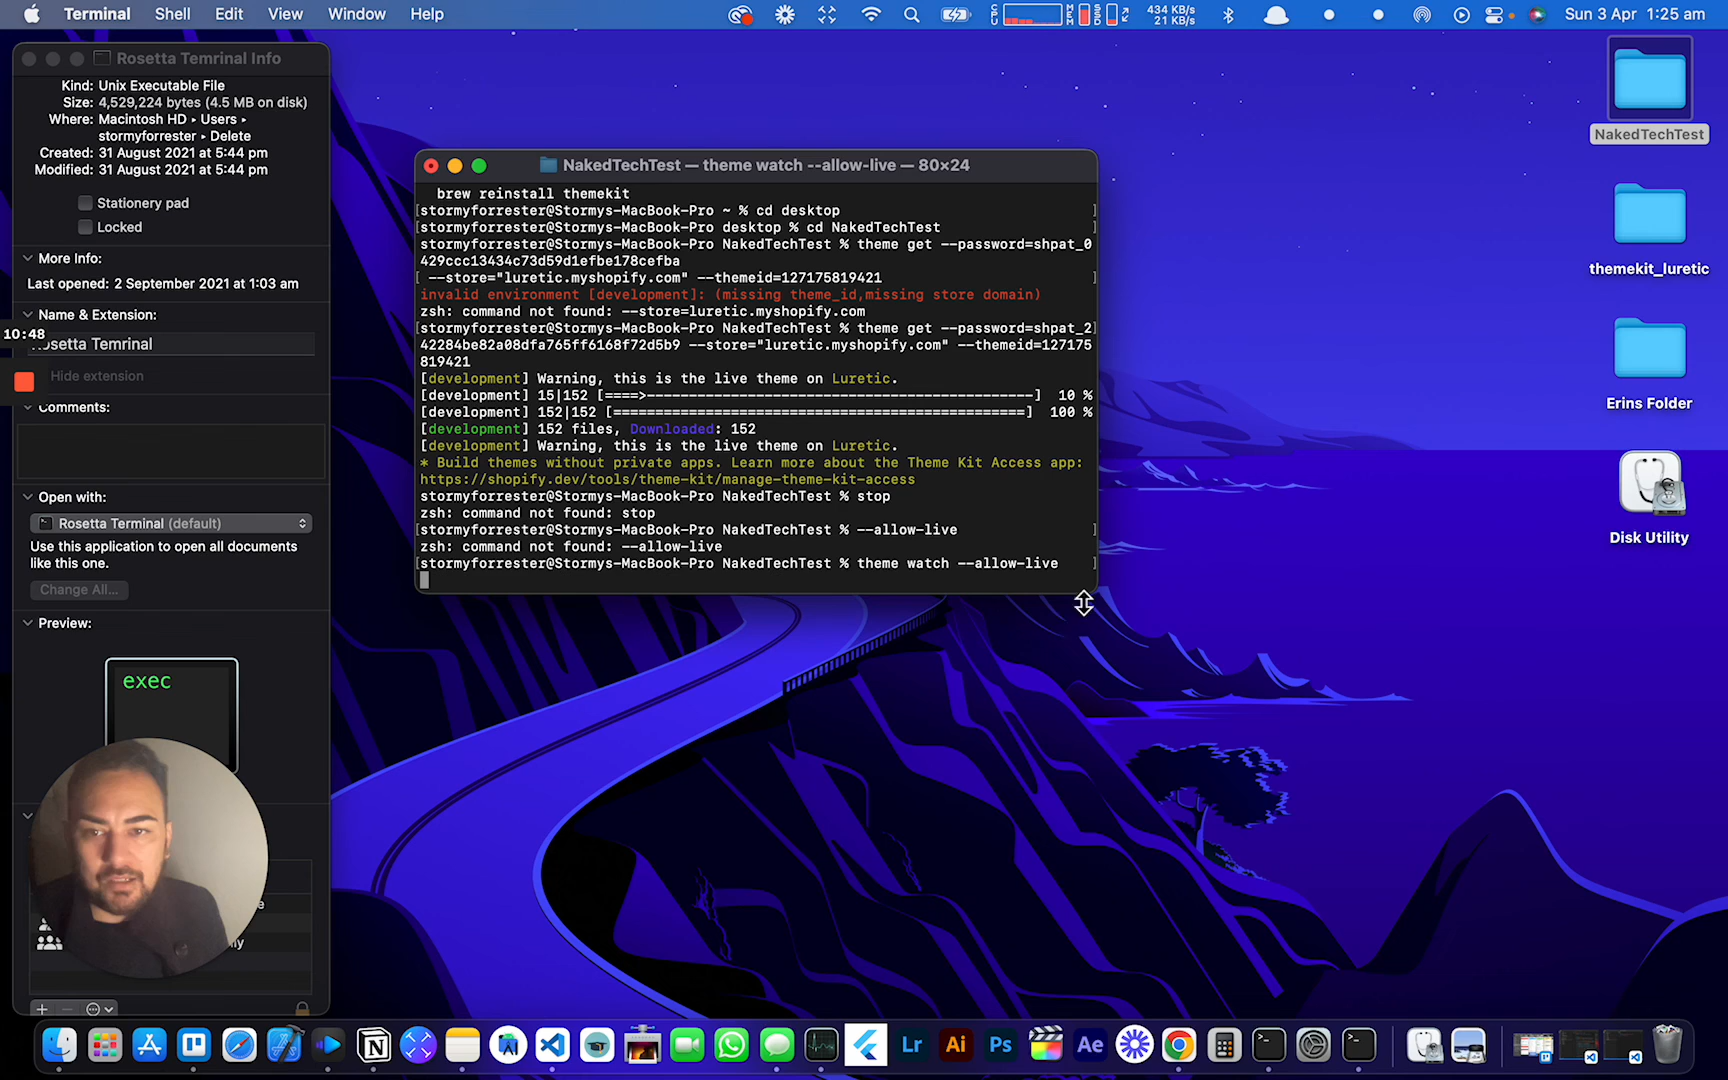 Terminal Shell Edit View Window Help
434 KB/s
21 KB/s
Sun 3 Apr 1:25 am
Rosetta Temrinal Info
Kind: Unix Executable File
Size: 4,529,224 bytes (4.5 MB on disk)
Where: Macintosh HD ▸ Users ▸
stormyforrester ▸ Delete
Created: 31 August 2021 at 5:44 pm
Modified: 31 August 2021 at 5:44 pm
Stationery pad
Locked
More Info:
Last opened: 2 September 2021 at 1:03 am
Name & Extension:
10:48
osetta Temrinal
Hide extension
Comments:
Open with:
Rosetta Terminal (default)
Use this application to open all documents
like this one.
Change All...
Preview:
exec
NakedTechTest — theme watch --allow-live — 80×24
brew reinstall themekit
[stormyforrester@Stormys-MacBook-Pro ~ % cd desktop ]
[stormyforrester@Stormys-MacBook-Pro desktop % cd NakedTechTest ]
stormyforrester@Stormys-MacBook-Pro NakedTechTest % theme get --password=shpat_0
429ccc13434c73d59d1efbe178cefba
[ --store="luretic.myshopify.com" --themeid=127175819421 ]
invalid environment [development]: (missing theme_id,missing store domain)
zsh: command not found: --store=luretic.myshopify.com
[stormyforrester@Stormys-MacBook-Pro NakedTechTest % theme get --password=shpat_2]
42284be82a08dfa765ff6168f72d5b9 --store="luretic.myshopify.com" --themeid=127175
819421
[development] Warning, this is the live theme on Luretic.
[development] 15|152 [====>-------------------------------------------] 10 %
[development] 152|152 [===============================================] 100 %
[development] 152 files, Downloaded: 152
[development] Warning, this is the live theme on Luretic.
* Build themes without private apps. Learn more about the Theme Kit Access app:
https://shopify.dev/tools/theme-kit/manage-theme-kit-access
stormyforrester@Stormys-MacBook-Pro NakedTechTest % stop
zsh: command not found: stop
[stormyforrester@Stormys-MacBook-Pro NakedTechTest % --allow-live ]
zsh: command not found: --allow-live
[stormyforrester@Stormys-MacBook-Pro NakedTechTest % theme watch --allow-live ]
NakedTechTest
themekit_luretic
Erins Folder
Disk Utility
Lr
Ai
Ps
Ae